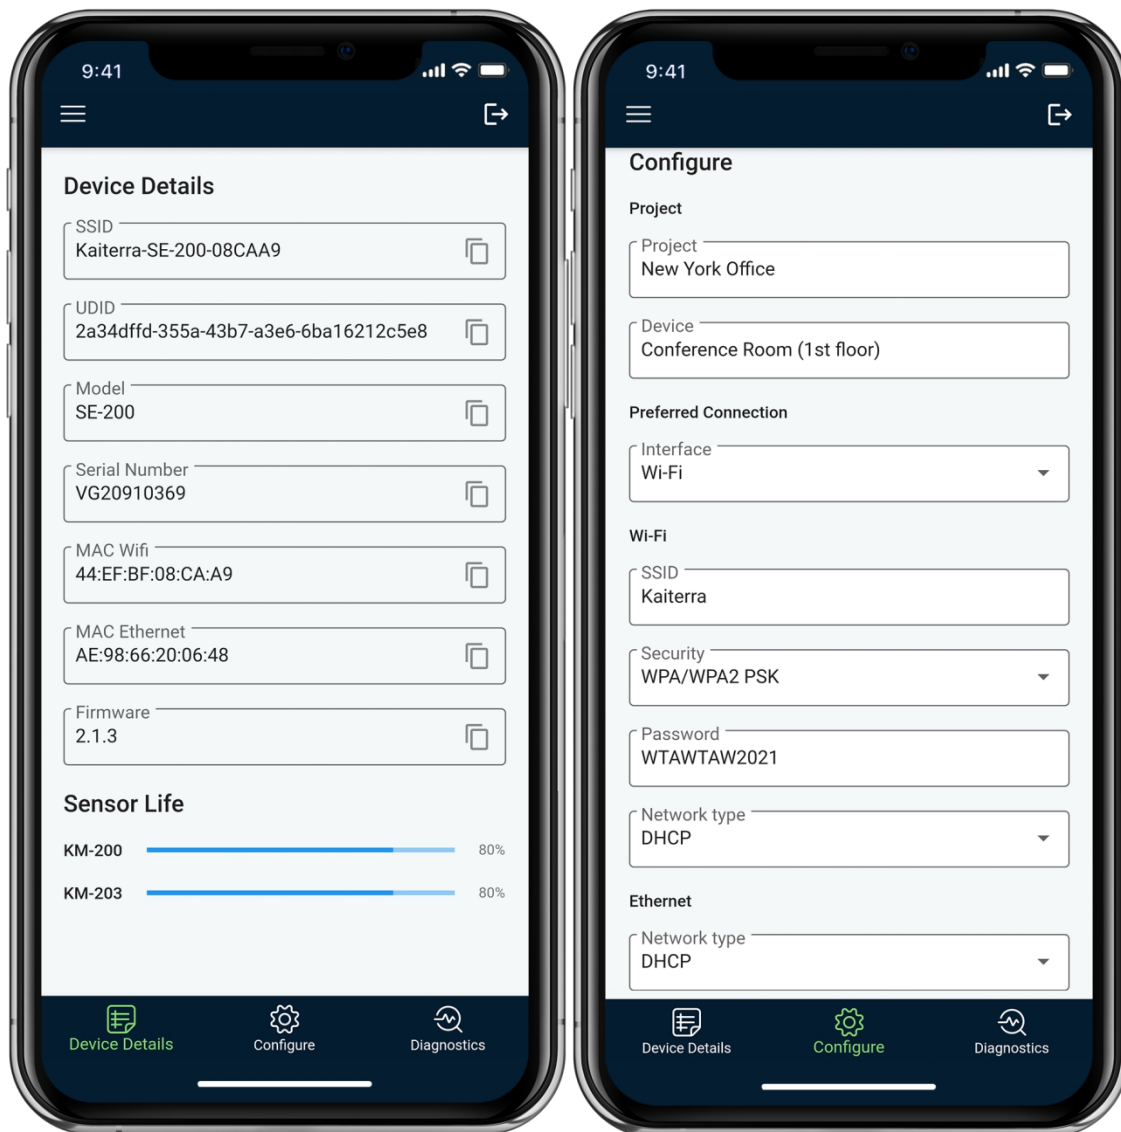 9:41
Device Details
SSID
Kaiterra-SE-200-08CAA9
UDID
2a34dffd-355a-43b7-a3e6-6ba16212c5e8
Model
SE-200
Serial Number
VG20910369
MAC Wifi
44:EF:BF:08:CA:A9
MAC Ethernet
AE:98:66:20:06:48
Firmware
2.1.3
Sensor Life
KM-200 80%
KM-203 80%
Device Details Configure Diagnostics
9:41
Configure
Project
Project
New York Office
Device
Conference Room (1st floor)
Preferred Connection
Interface
Wi-Fi
Wi-Fi
SSID
Kaiterra
Security
WPA/WPA2 PSK
Password
WTAWTAW2021
Network type
DHCP
Ethernet
Network type
DHCP
Device Details Configure Diagnostics